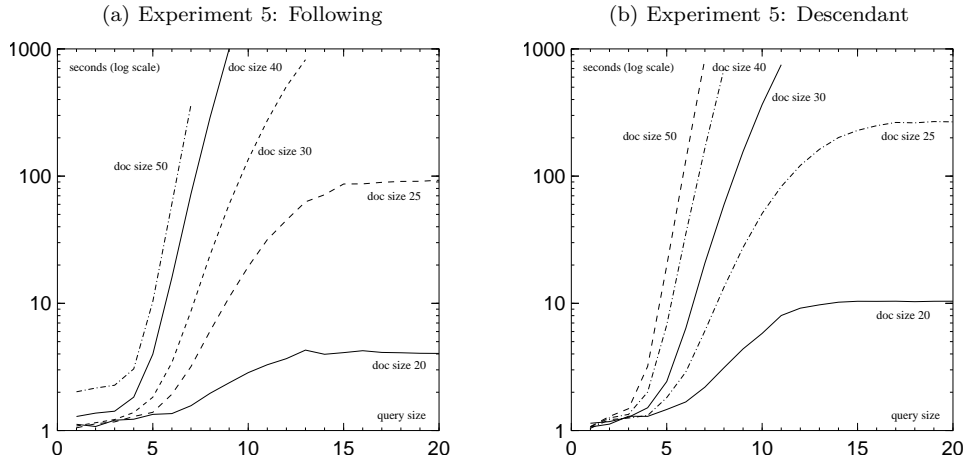 (a) Experiment 5: Following
1000
seconds (log scale)
doc size 40
doc size 30
doc size 50
100
doc size 25
10
doc size 20
query size
1
0 5 10 15 20
(b) Experiment 5: Descendant
1000
seconds (log scale)
doc size 40
doc size 30
doc size 50
doc size 25
100
10
doc size 20
query size
1
0 5 10 15 20